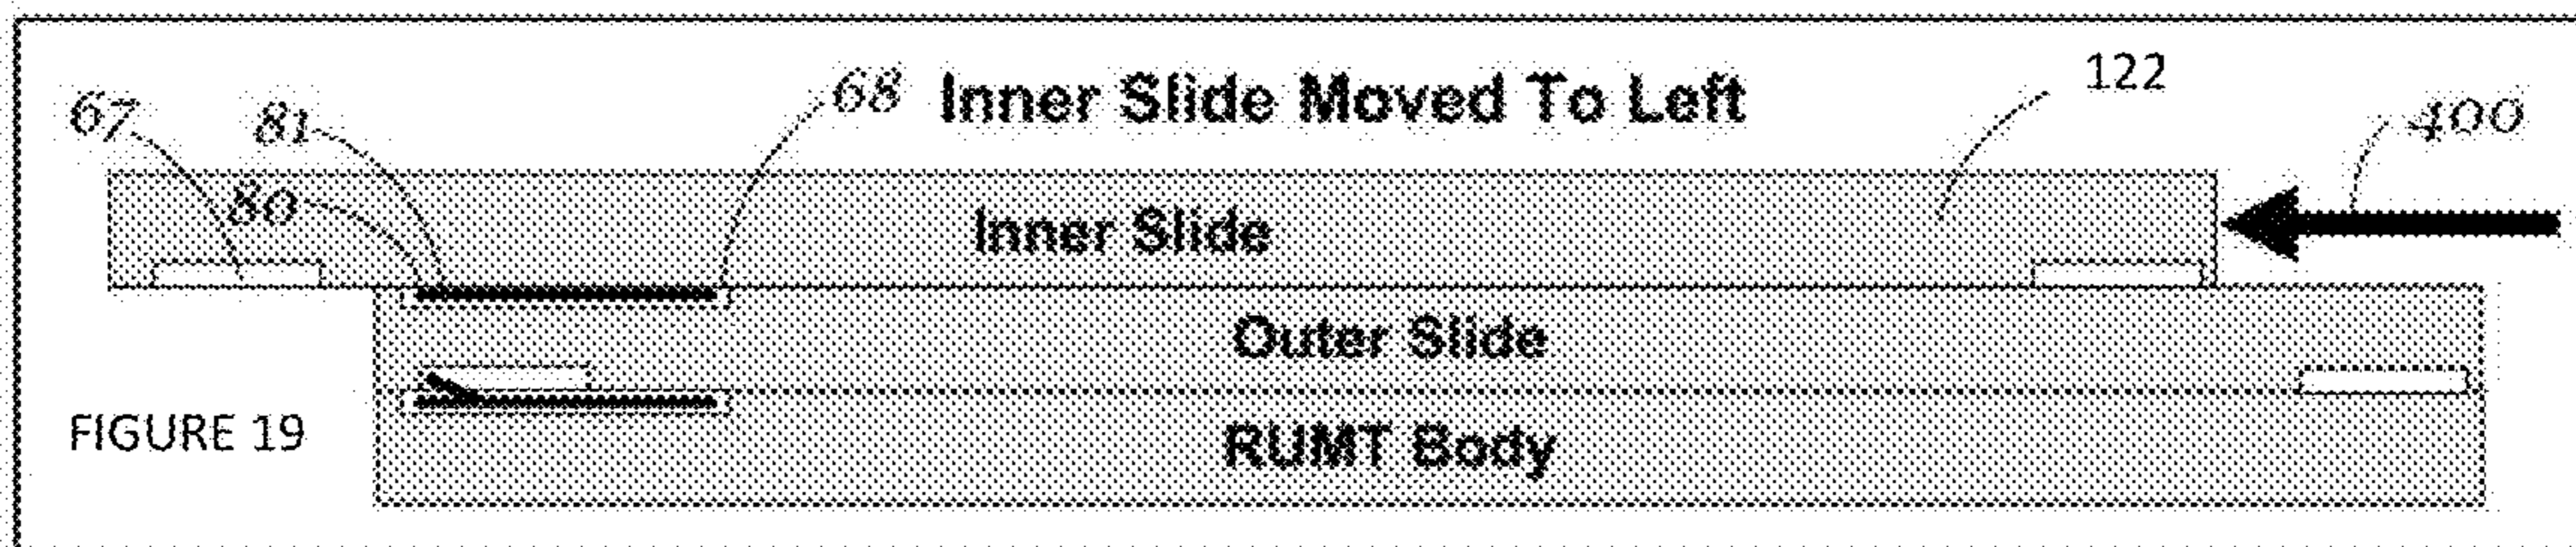 67 81 68 Inner Slide Moved To Left 122 400
80 Inner Slide
Outer Slide
FIGURE 19 RUMT Body